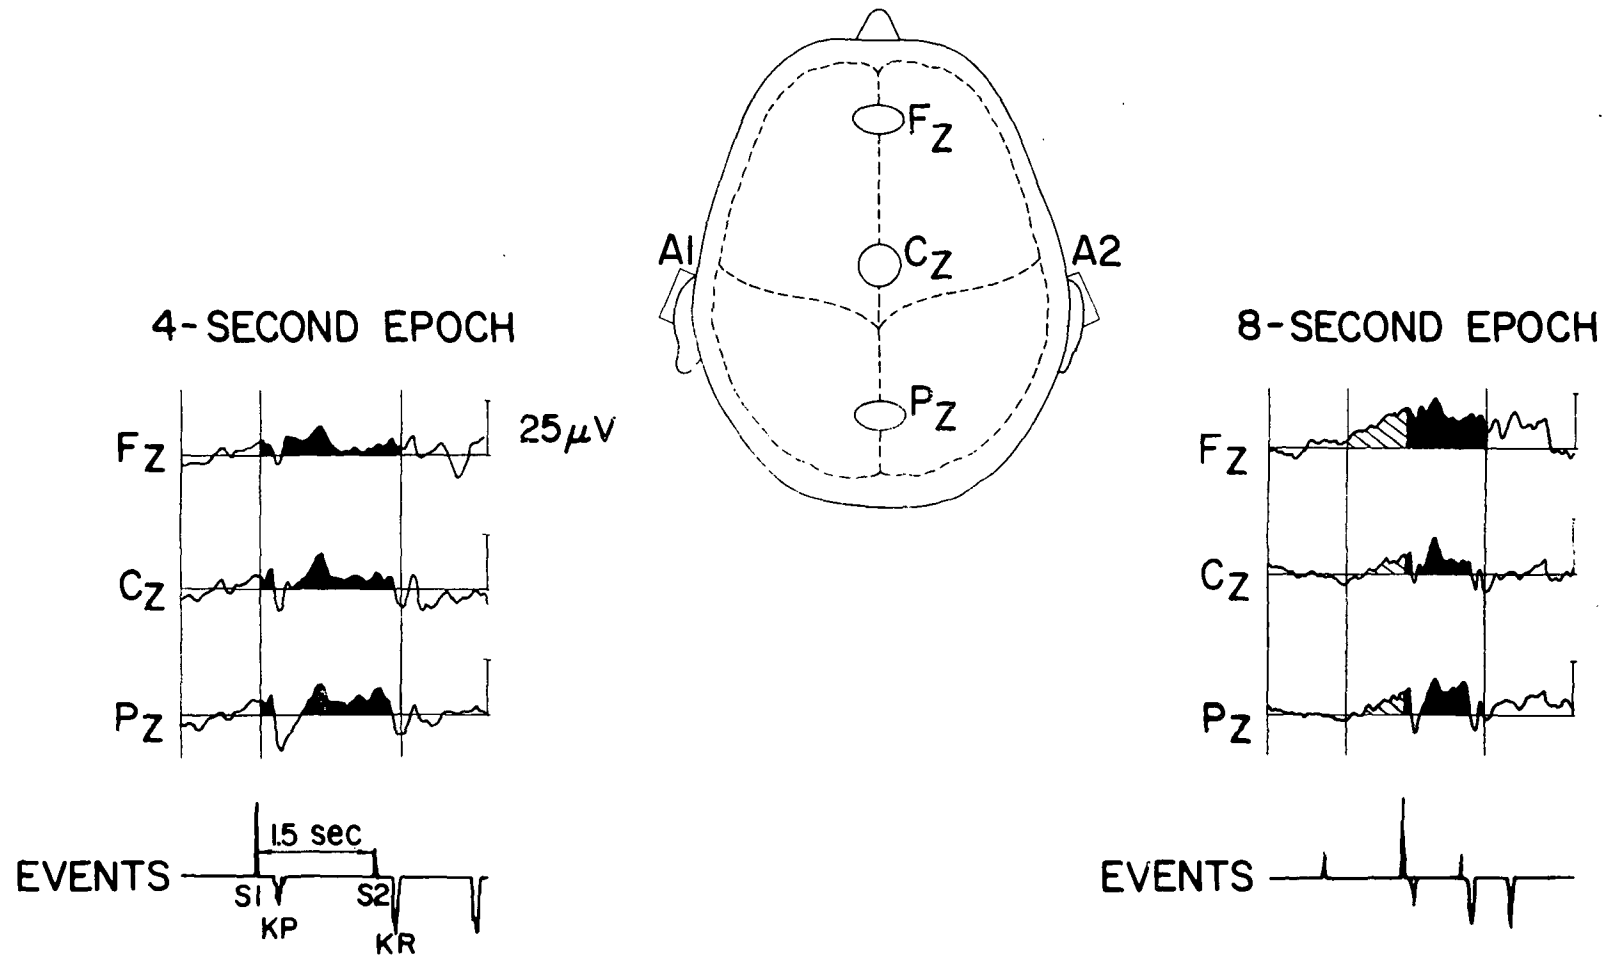 FZ
A1
CZ
A2
PZ
4-SECOND EPOCH
FZ
25μV
CZ
PZ
EVENTS
1.5 sec
S1
S2
KP
KR
8-SECOND EPOCH
FZ
CZ
PZ
EVENTS